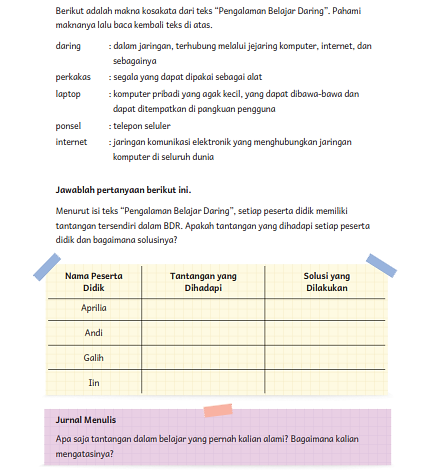 Berikut adalah makna kosakata dari teks “Pengalaman Belajar Daring”. Pahami
maknanya lalu baca kembali teks di atas.
daring : dalam jaringan, terhubung melalui jejaring komputer, internet, dan
sebagainya
perkakas : segala yang dapat dipakai sebagai alat
laptop : komputer pribadi yang agak kecil, yang dapat dibawa-bawa dan
dapat ditempatkan di pangkuan pengguna
ponsel : telepon seluler
internet : jaringan komunikasi elektronik yang menghubungkan jaringan
komputer di seluruh dunia
Jawablah pertanyaan berikut ini.
Menurut isi teks “Pengalaman Belajar Daring”, setiap peserta didik memiliki
tantangan tersendiri dalam BDR. Apakah tantangan yang dihadapi setiap peserta
didik dan bagaimana solusinya?
Nama Peserta Didik
Tantangan yang Dihadapi
Solusi yang Dilakukan
Aprilia
Andi
Galih
Iin
Jurnal Menulis
Apa saja tantangan dalam belajar yang pernah kalian alami? Bagaimana kalian
mengatasinya?